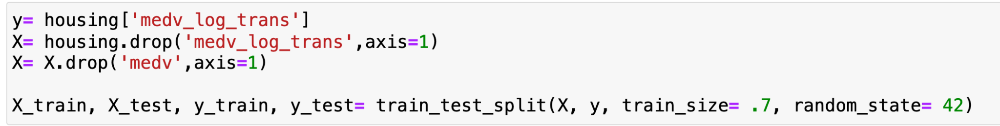 y= housing['medv_log_trans']
X= housing.drop('medv_log_trans',axis=1)
X= X.drop('medv',axis=1)
X_train, X_test, y_train, y_test= train_test_split(X, y, train_size= .7, random_state= 42)